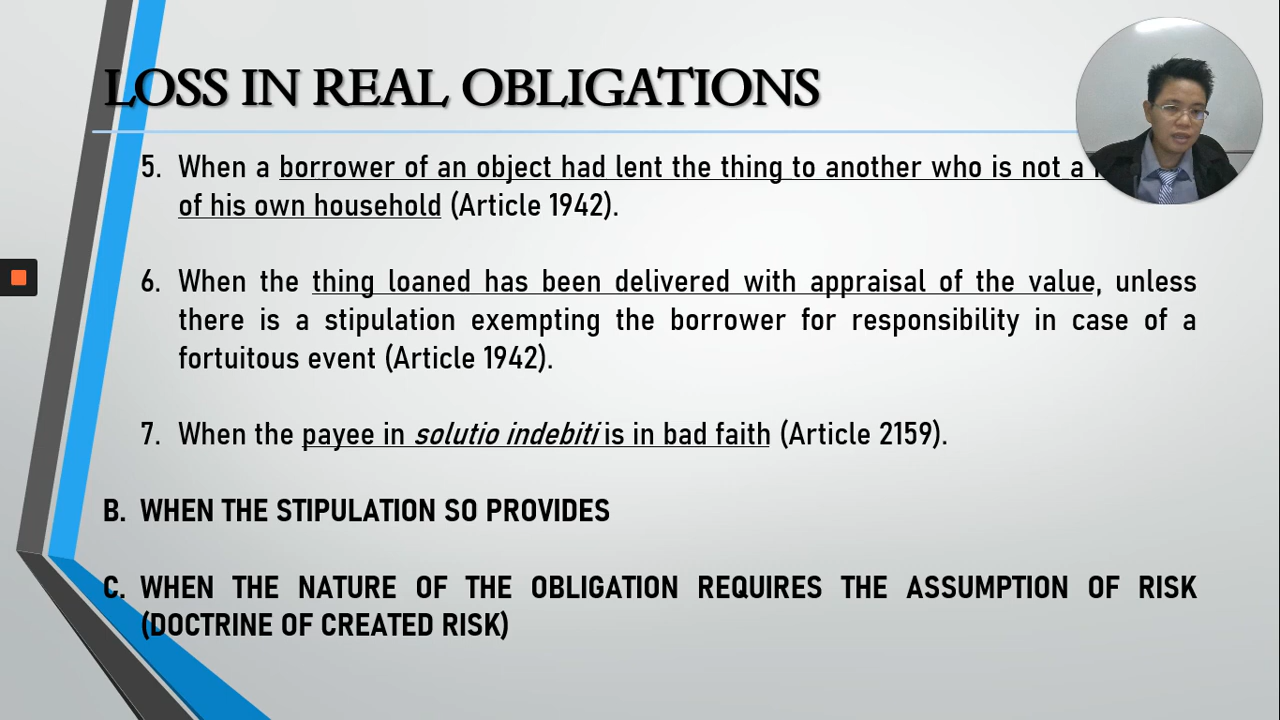 LOSS IN REAL OBLIGATIONS
5. When a borrower of an object had lent the thing to another who is not a
of his own household (Article 1942).
6. When the thing loaned has been delivered with appraisal of the value, unless
there is a stipulation exempting the borrower for responsibility in case of a
fortuitous event (Article 1942).
7. When the payee in solutio indebiti is in bad faith (Article 2159).
B. WHEN THE STIPULATION SO PROVIDES
C. WHEN THE NATURE OF THE OBLIGATION REQUIRES THE ASSUMPTION OF RISK
(DOCTRINE OF CREATED RISK)